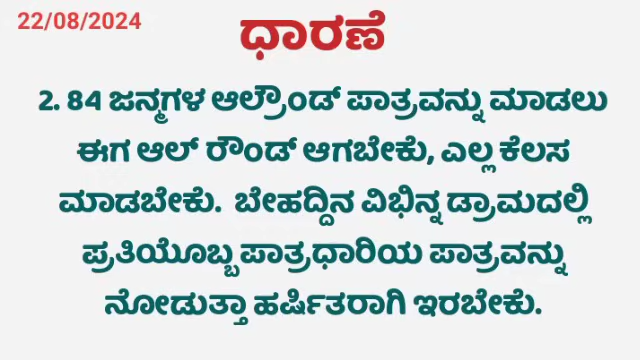 22/08/2024
ಧಾರಣೆ
2. 84 ಜನ್ಮಗಳ ಆಲ್ರೌಂಡ್ ಪಾತ್ರವನ್ನು ಮಾಡಲು
ಈಗ ಆಲ್ ರೌಂಡ್ ಆಗಬೇಕು, ಎಲ್ಲ ಕೆಲಸ
ಮಾಡಬೇಕು. ಬೇಹದ್ದಿನ ವಿಭಿನ್ನ ಡ್ರಾಮದಲ್ಲಿ
ಪ್ರತಿಯೊಬ್ಬ ಪಾತ್ರಧಾರಿಯ ಪಾತ್ರವನ್ನು
ನೋಡುತ್ತಾ ಹರ್ಷಿತರಾಗಿ ಇರಬೇಕು.